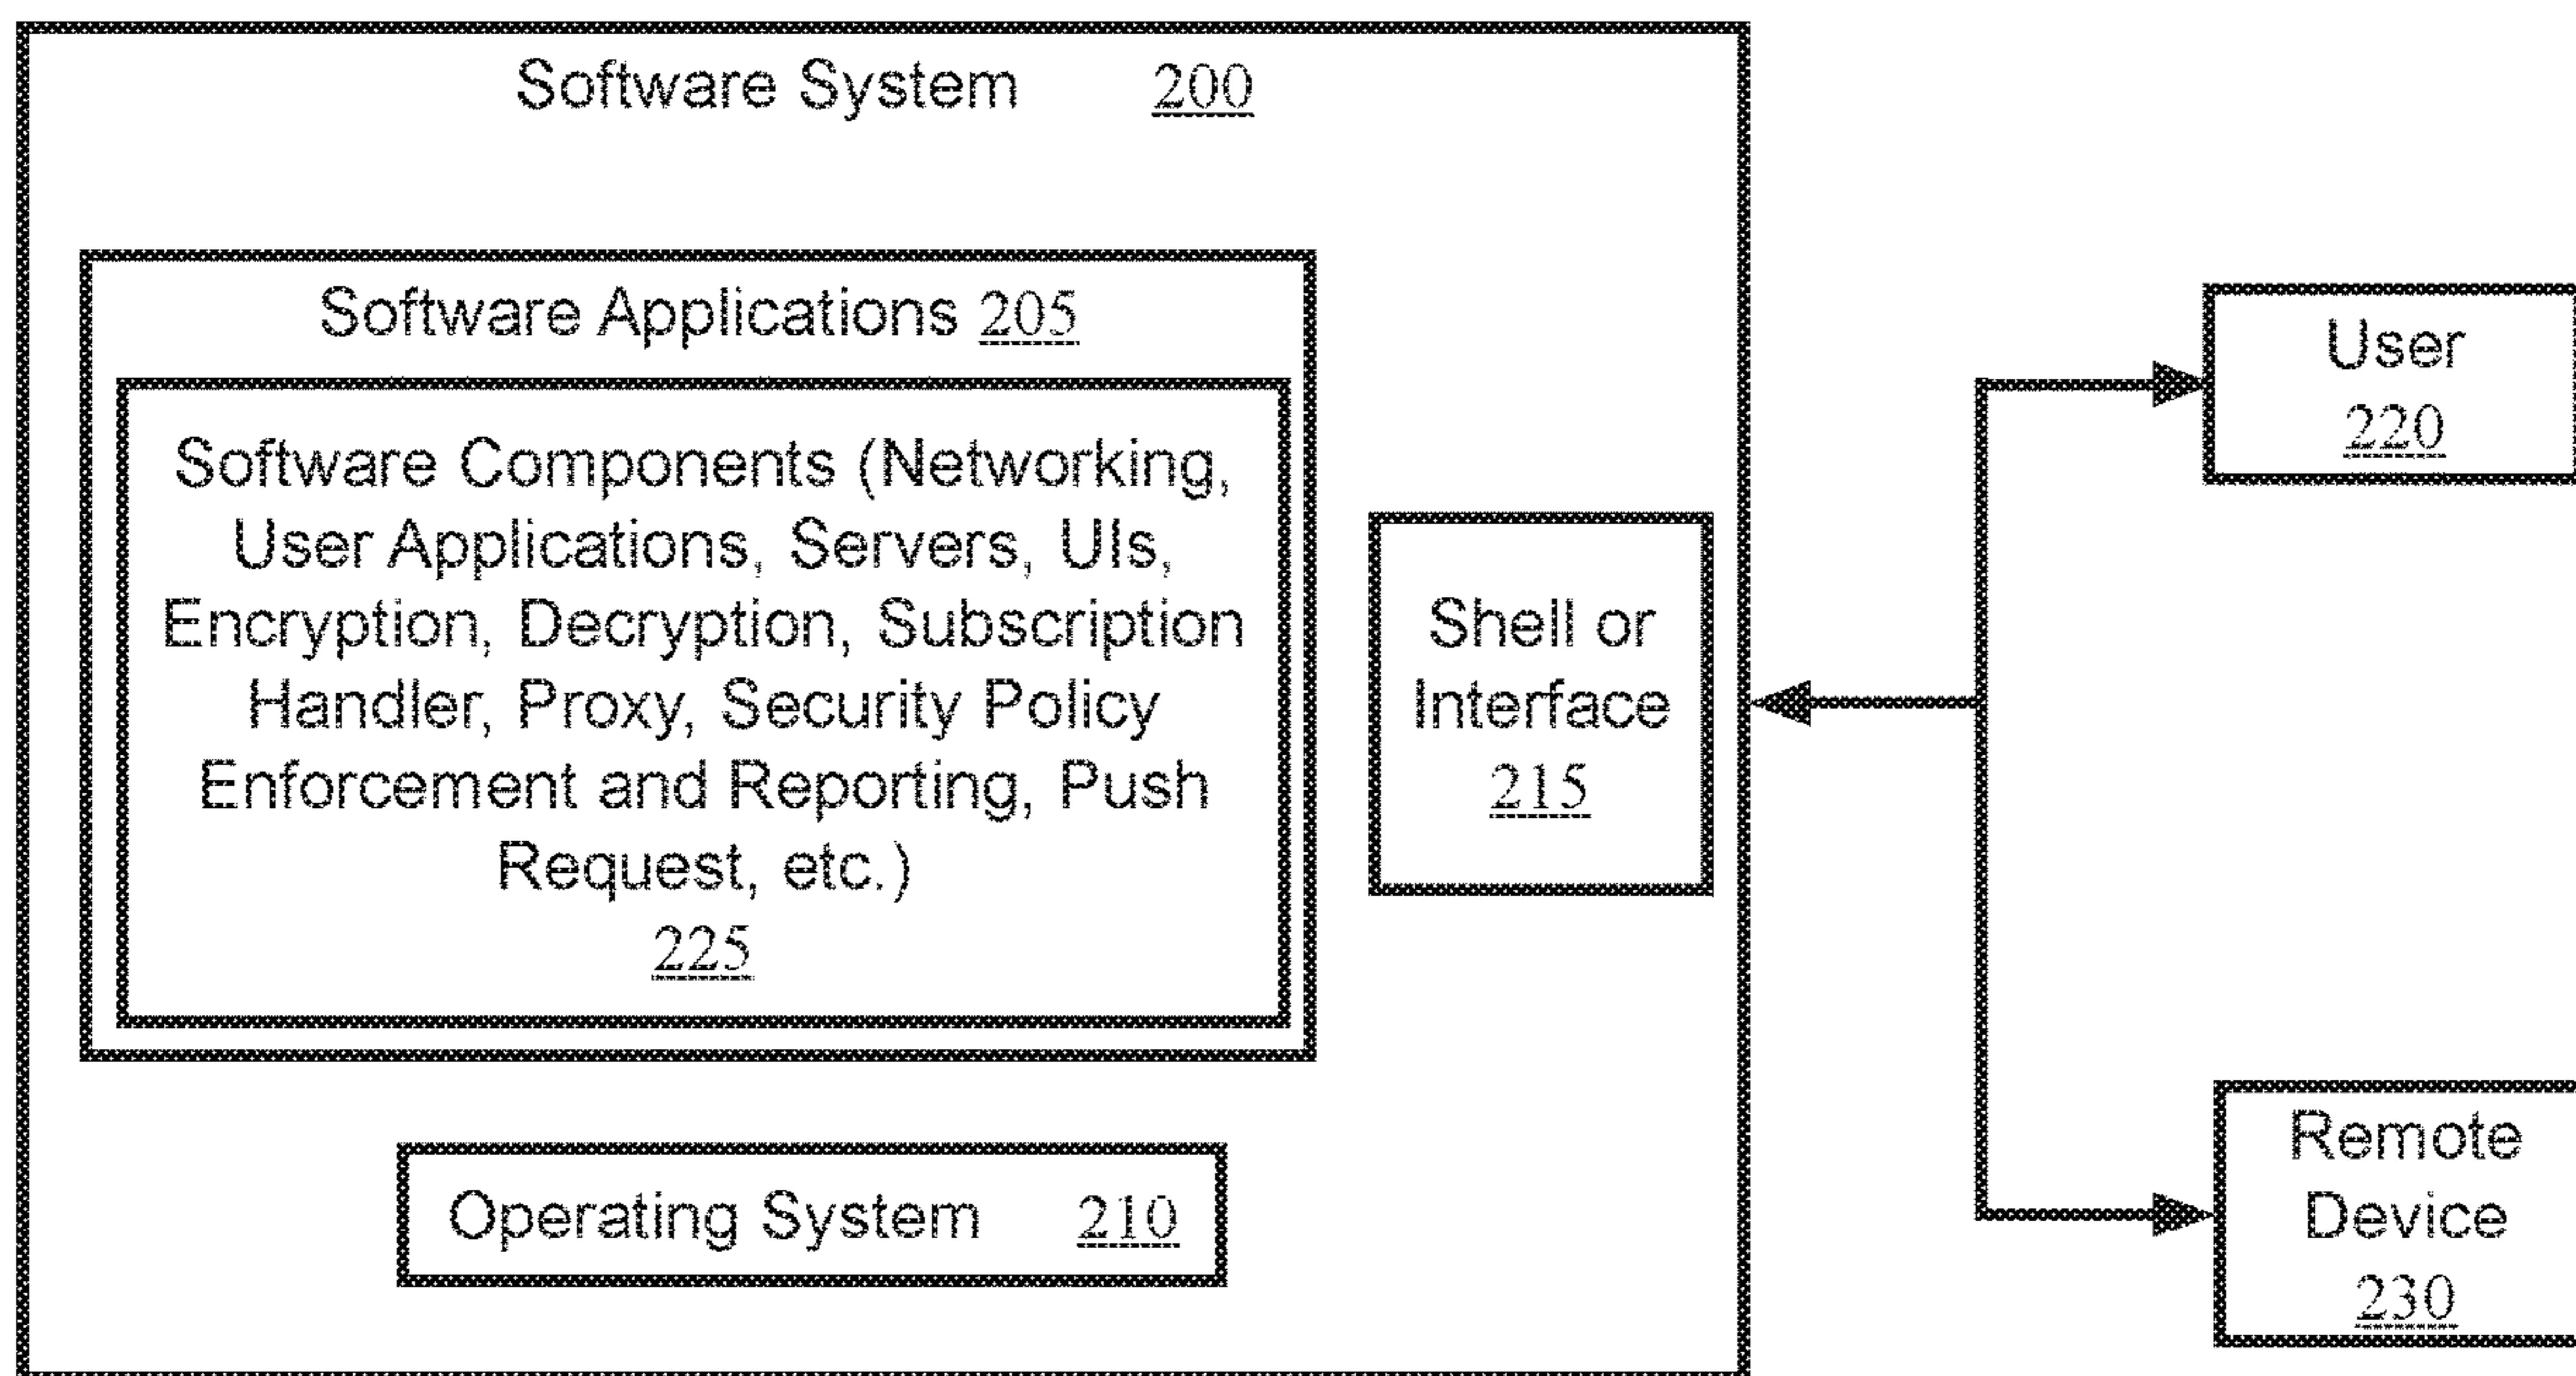 Software System 200
Software Applications 205
Software Components (Networking,
User Applications, Servers, UIs,
Encryption, Decryption, Subscription
Handler, Proxy, Security Policy
Enforcement and Reporting, Push
Request, etc.)
225
Shell or
Interface
215
Operating System 210
User
220
Remote
Device
230